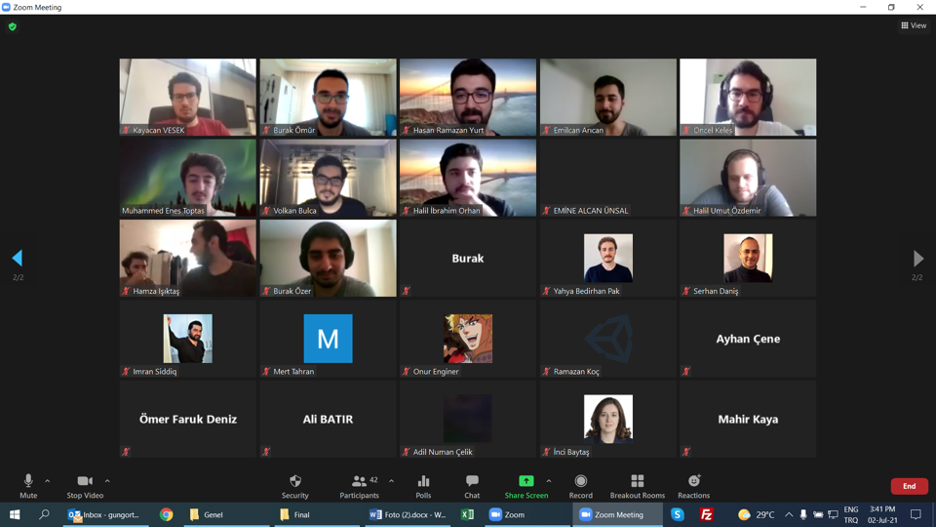 Zoom Meeting
View
Kayacan VESEK
Burak Ömür
Hasan Ramazan Yurt
Emilcan Arıcan
Öncel Keleş
Muhammed Enes Toptaş
Volkan Bulca
Halil İbrahim Orhan
EMİNE ALCAN ÜNSAL
Halil Umut Özdemir
2/2
2/2
Hamza Işıktaş
Burak Özer
Burak
Yahya Bedirhan Pak
Serhan Daniş
Imran Siddiq
M
Mert Tahran
Onur Enginer
Ramazan Koç
Ayhan Çene
Ömer Faruk Deniz
Ali BATIR
Adil Numan Çelik
İnci Baytaş
Mahir Kaya
Mute
Stop Video
Security
Participants
42
Polls
Chat
Share Screen
Record
Breakout Rooms
Reactions
End
Inbox - gungort...
Genel
Final
Foto (2).docx - W...
Zoom
Zoom Meeting
29°C
ENG
TRQ
3:41 PM
02-Jul-21